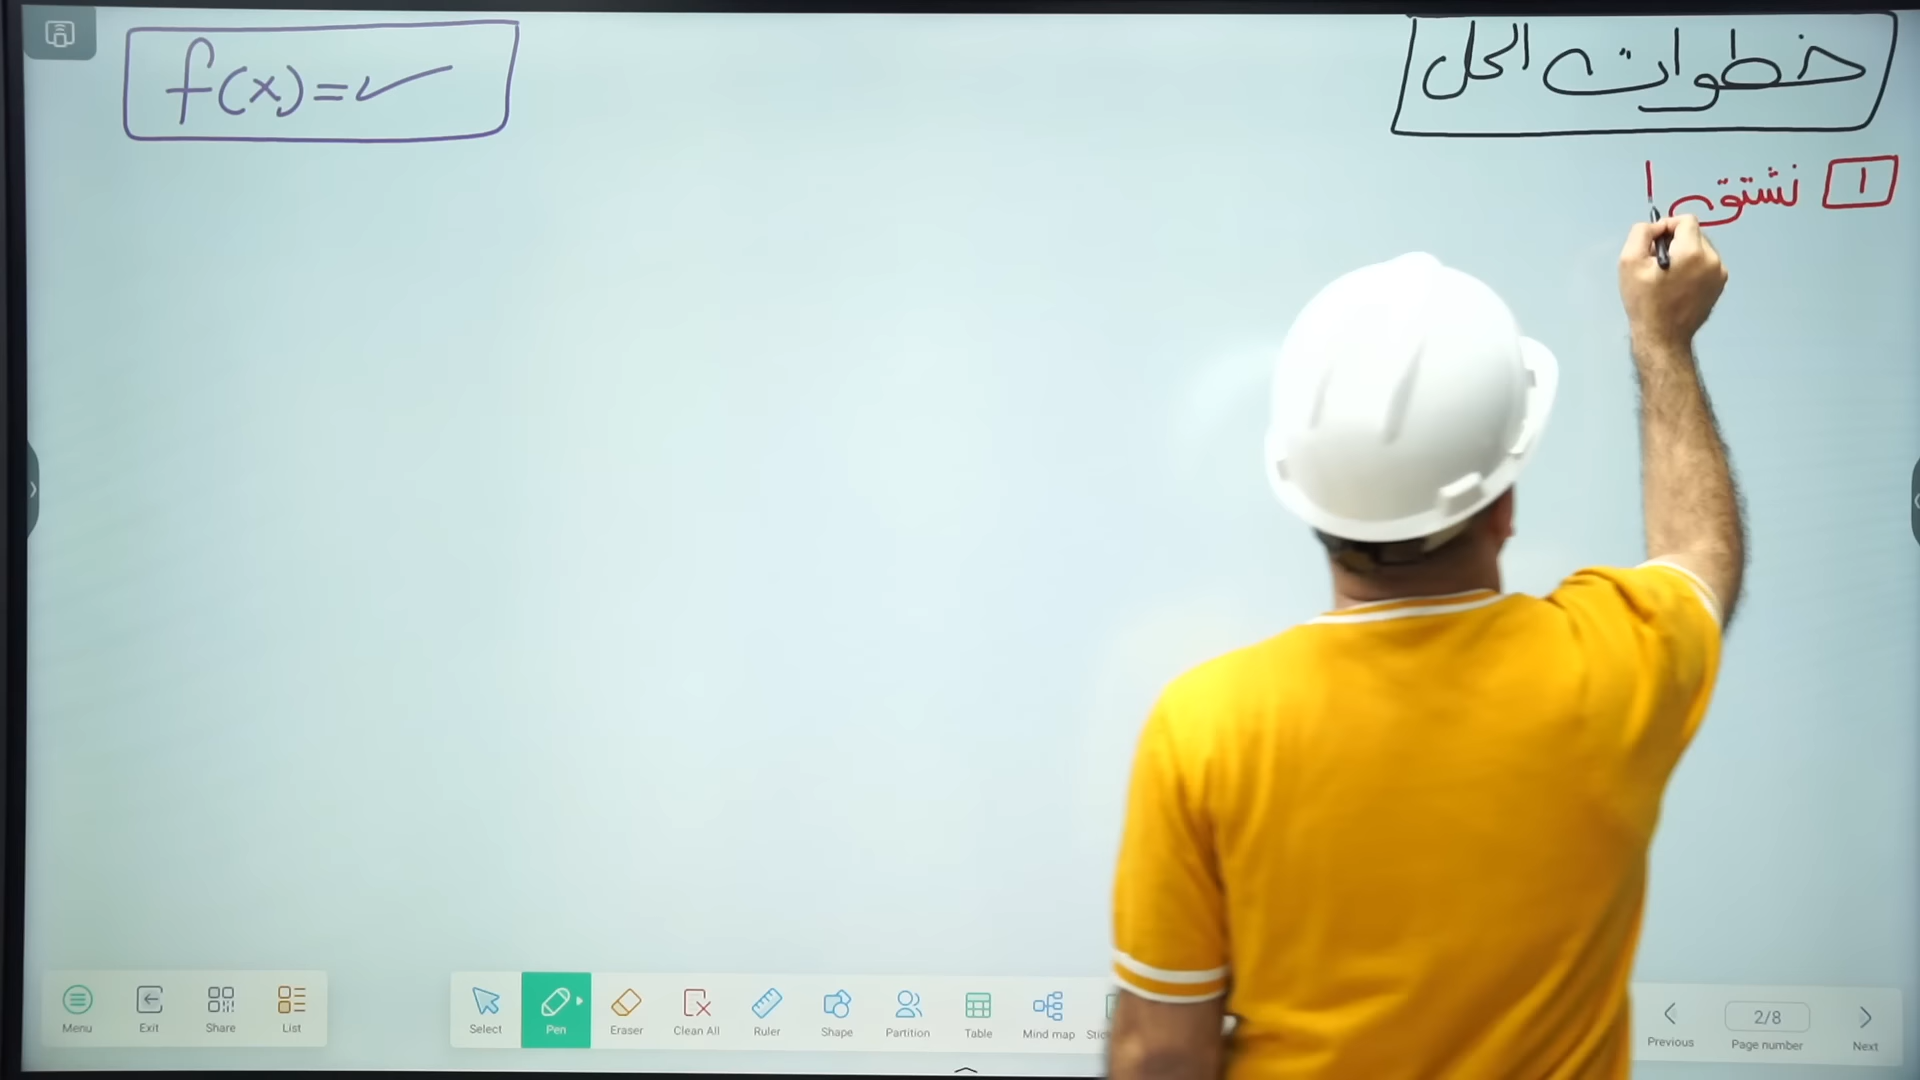 خطوات الحل
f(x)=✓
1 نشتق ا
Menu
Exit
Share
List
Select
Pen
Eraser
Clean All
Ruler
Shape
Partition
Table
Mind map
Previous
2/8
Page number
Next